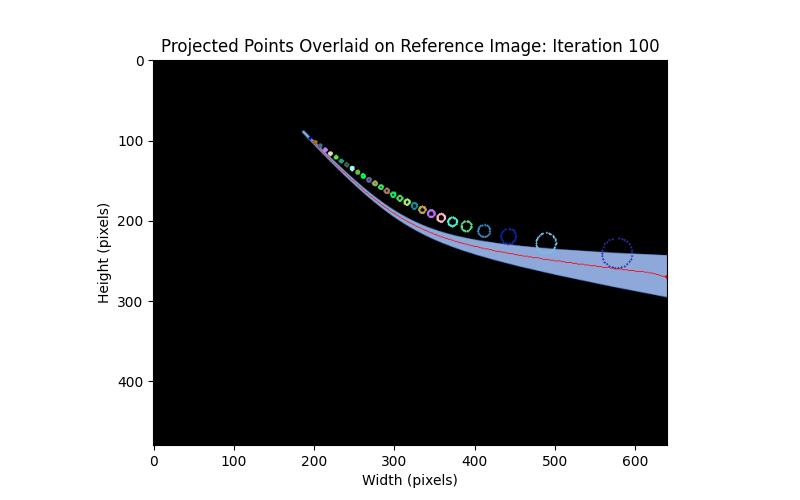 Projected Points Overlaid on Reference Image: Iteration 100
0
100
200
300
400
Height (pixels)
0 100 200 300 400 500 600
Width (pixels)